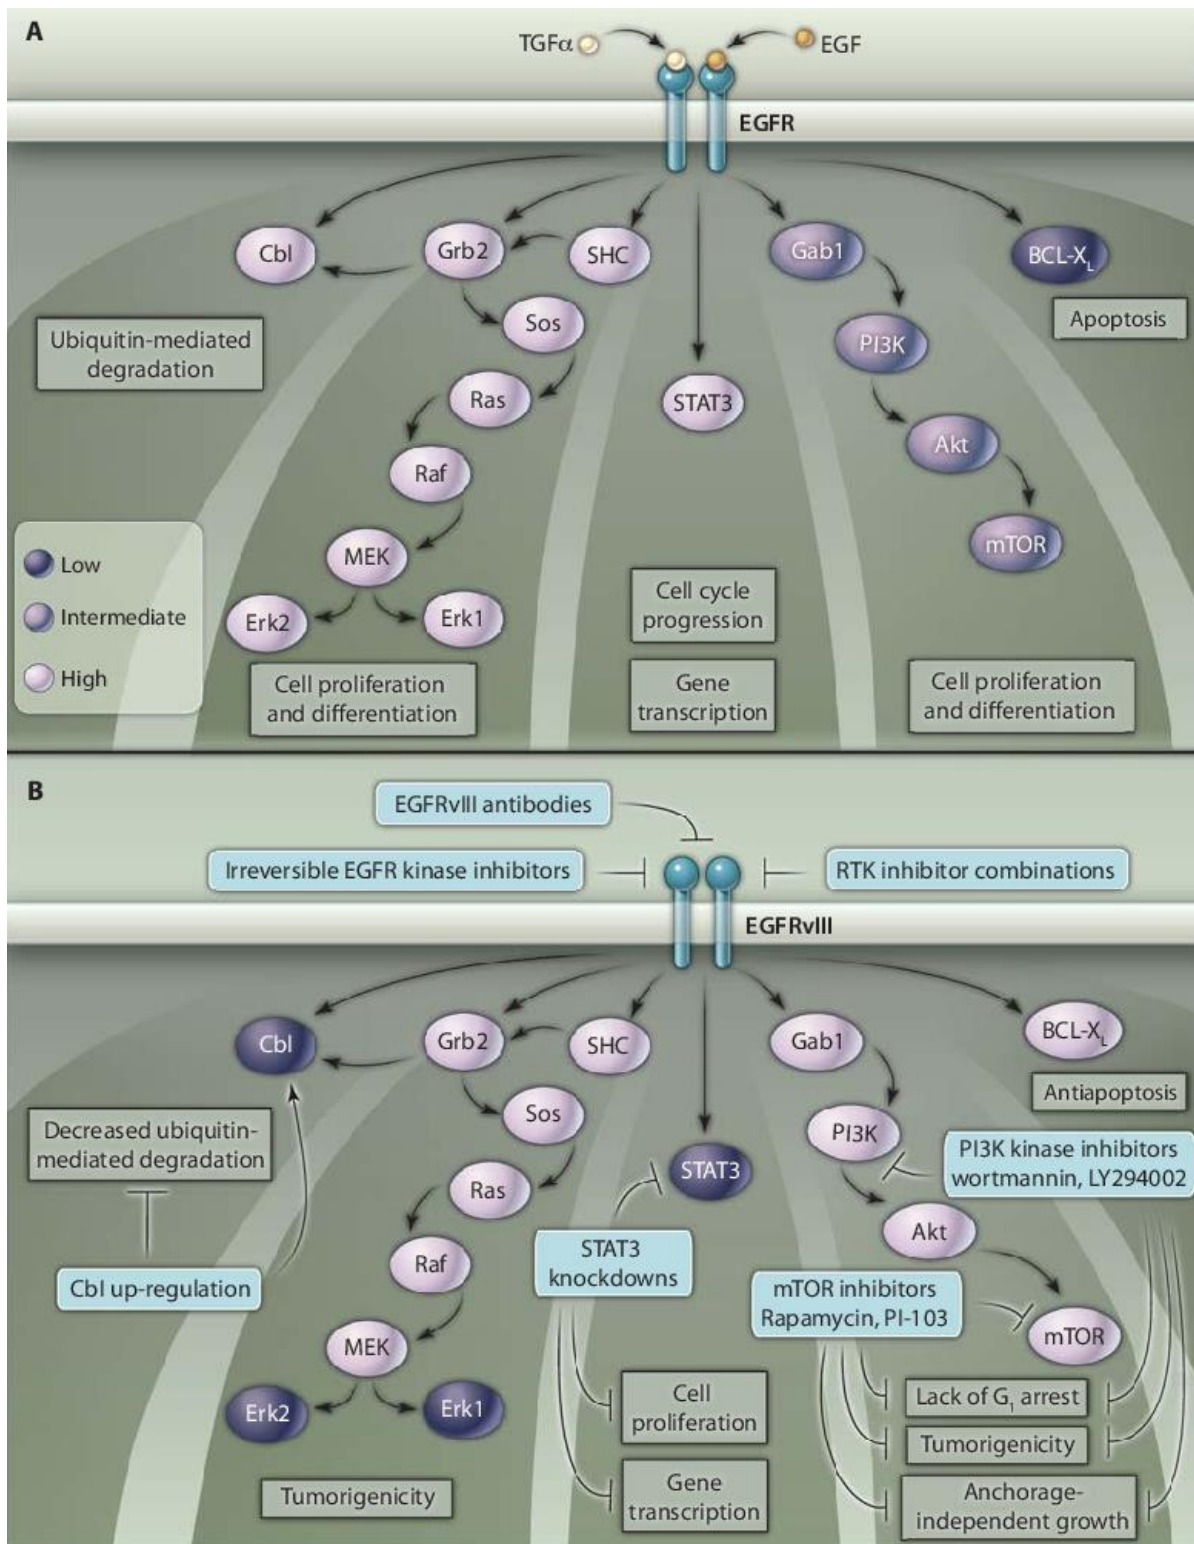 A
TGFα
EGF
EGFR
Cbl
Grb2
SHC
Gab1
BCL-XL
Sos
Apoptosis
Ubiquitin-mediated
degradation
PI3K
Ras
STAT3
Akt
Raf
mTOR
MEK
Low
Intermediate
High
Erk2
Erk1
Cell cycle
progression
Gene
transcription
Cell proliferation
and differentiation
Cell proliferation
and differentiation
B
EGFRvIII antibodies
Irreversible EGFR kinase inhibitors
RTK inhibitor combinations
EGFRvIII
Cbl
Grb2
SHC
Gab1
BCL-XL
Antiapoptosis
Sos
Decreased ubiquitin-
mediated degradation
PI3K
PI3K kinase inhibitors
wortmannin, LY294002
STAT3
Ras
Akt
Raf
STAT3
knockdowns
Cbl up-regulation
mTOR inhibitors
Rapamycin, PI-103
mTOR
MEK
Erk2
Erk1
Cell
proliferation
Lack of G1 arrest
Tumorigenicity
Gene
transcription
Tumorigenicity
Anchorage-
independent growth